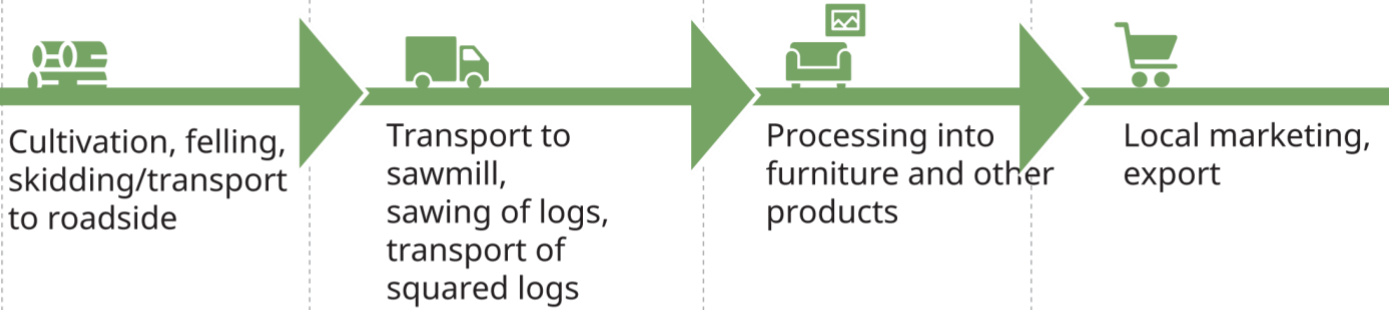 Cultivation, felling,
skidding/transport
to roadside
Transport to
sawmill,
sawing of logs,
transport of
squared logs
Processing into
furniture and other
products
Local marketing,
export